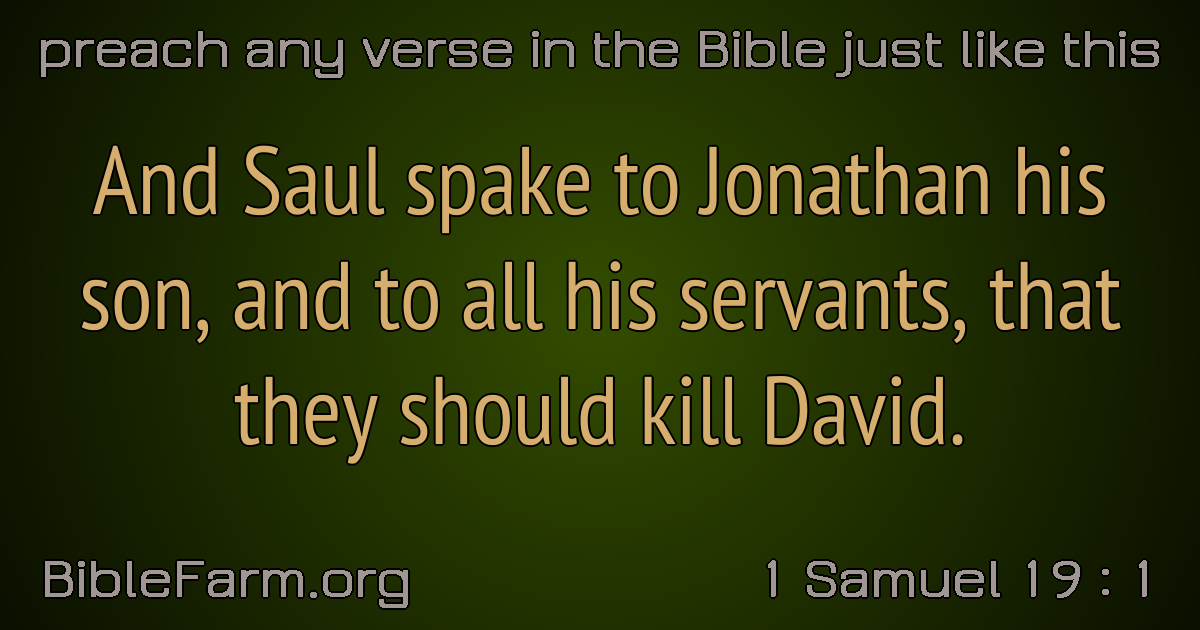 preach any verse in the Bible just like this
And Saul spake to Jonathan his
son, and to all his servants, that
they should kill David.
BibleFarm.org
1 Samuel 19 : 1